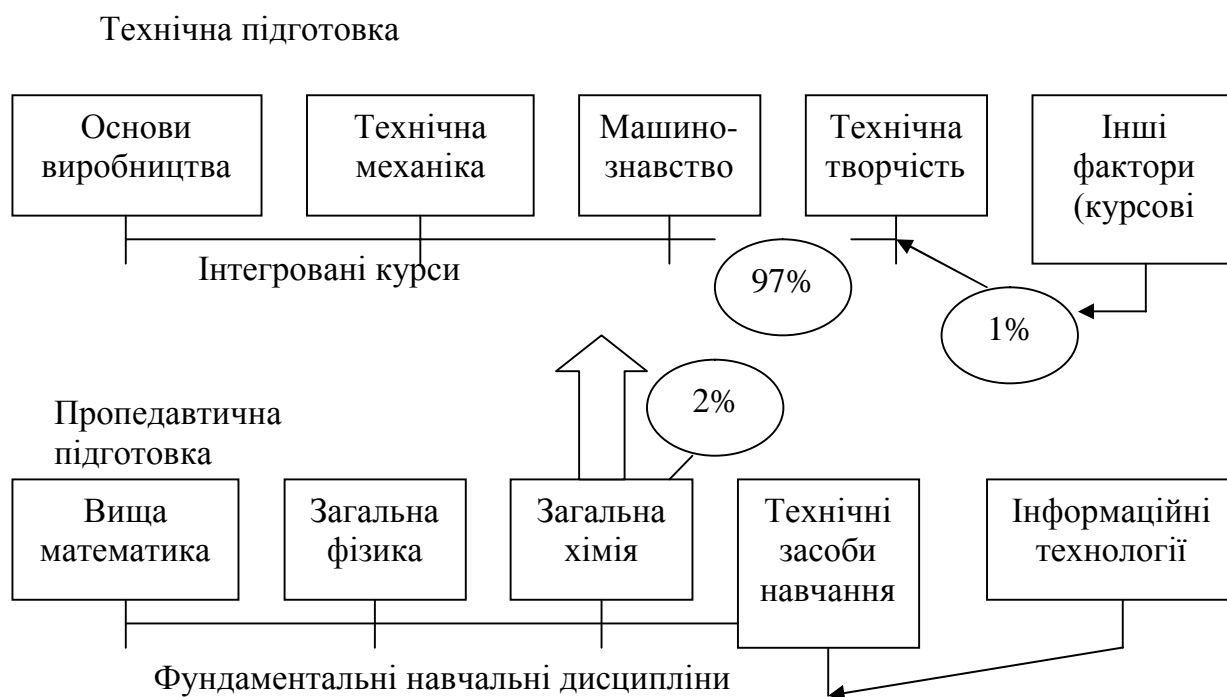 Технічна підготовка
Основи
виробництва
Технічна
механіка
Машино-
знавство
Технічна
творчість
Інші
фактори
(курсові
Інтегровані курси
97%
1%
2%
Пропедавтична
підготовка
Вища
математика
Загальна
фізика
Загальна
хімія
Технічні
засоби
навчання
Інформаційні
технології
Фундаментальні навчальні дисципліни